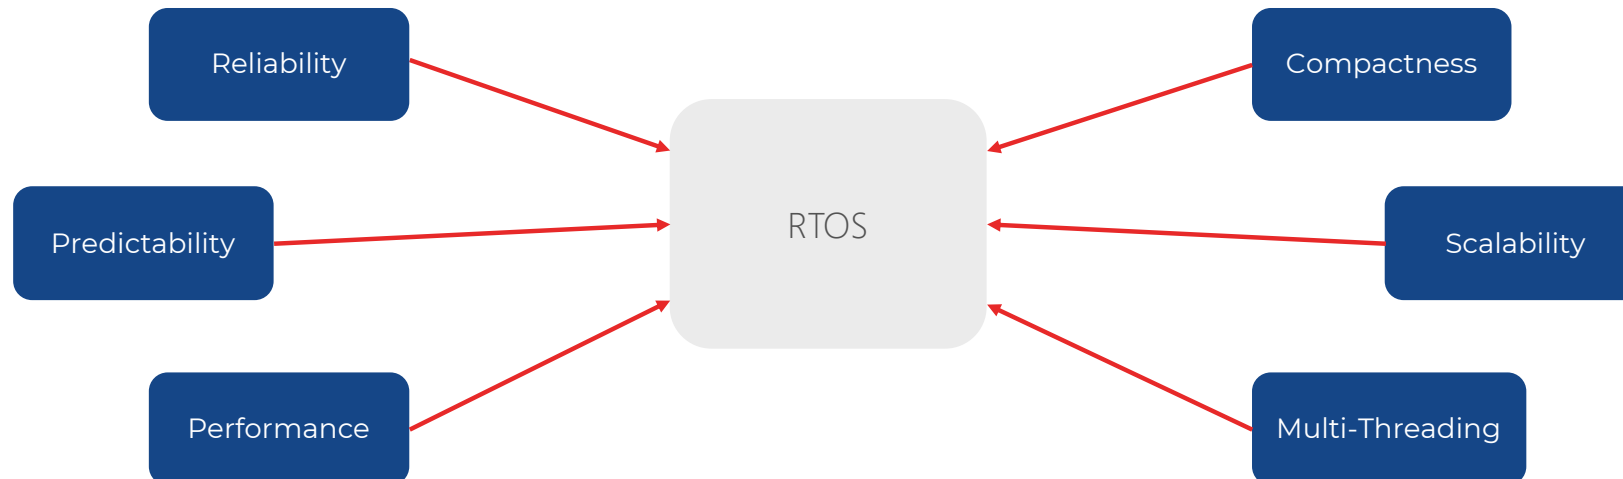 Reliability
Compactness
RTOS
Predictability
Scalability
Performance
Multi-Threading